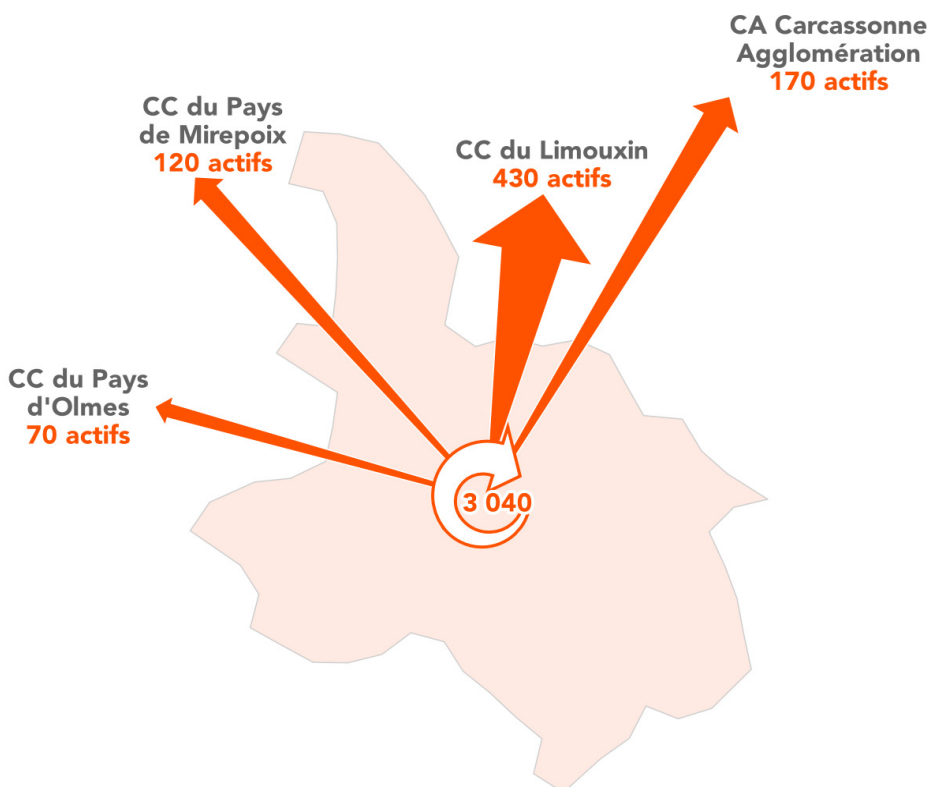 CA Carcassonne
Agglomération
170 actifs
CC du Pays
de Mirepoix
120 actifs
CC du Limouxin
430 actifs
CC du Pays
d'Olmes
70 actifs
3 040